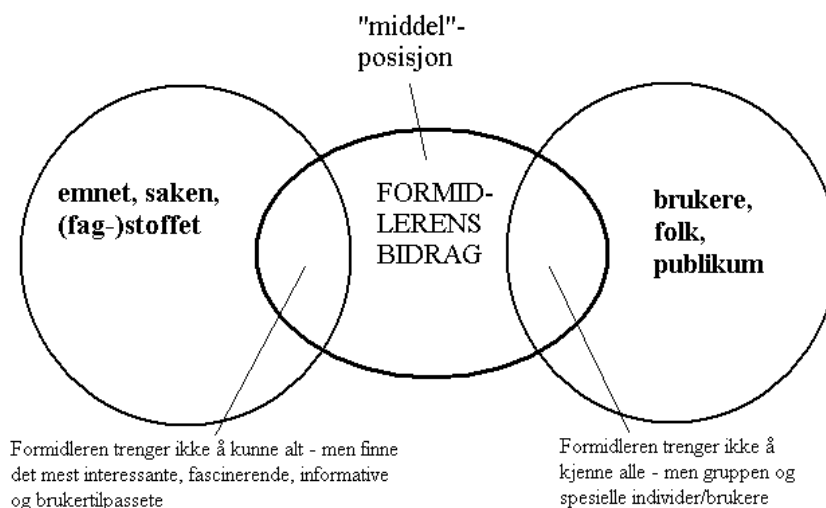 "middel"-
posisjon
emnet, saken,
(fag-)stoffet
FORMID-
LERENS
BIDRAG
brukere,
folk,
publikum
Formidleren trenger ikke å kunne alt - men finne
det mest interessante, fascinerende, informative
og brukertilpassete
Formidleren trenger ikke å
kjenne alle - men gruppen og
spesielle individer/brukere